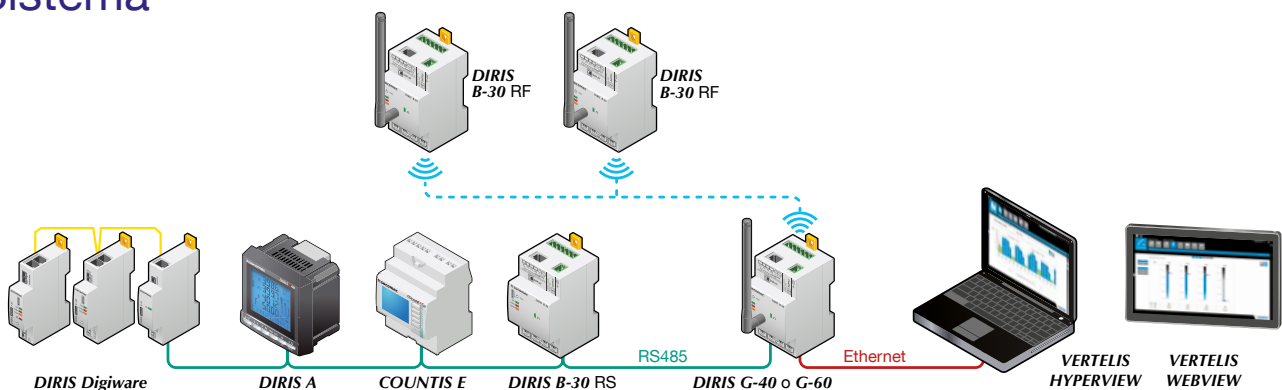 sistema
DIRIS
B-30 RF
DIRIS
B-30 RF
RS485
Ethernet
DIRIS Digiware
DIRIS A
COUNTIS E
DIRIS B-30 RS
DIRIS G-40 o G-60
VERTELIS
HYPERVIEW
VERTELIS
WEBVIEW